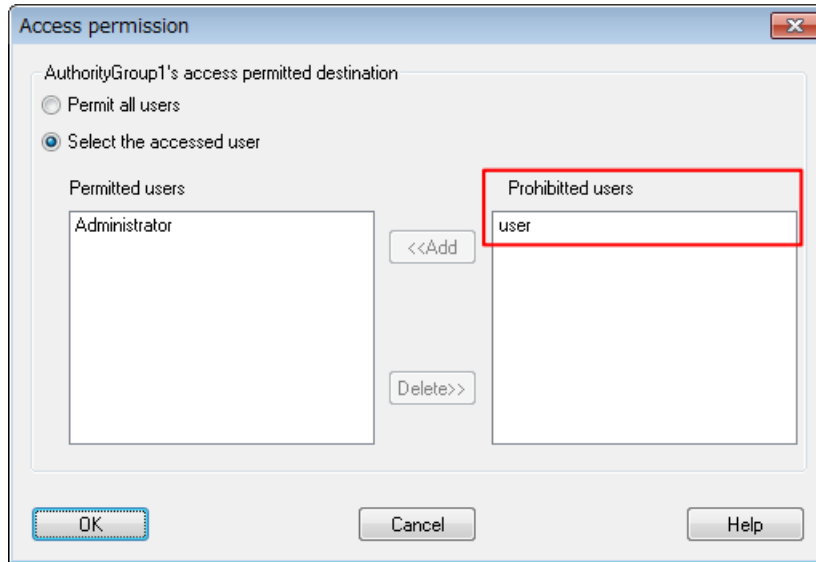 Access permission
AuthorityGroup1's access permitted destination
Permit all users
Select the accessed user
Permitted users
Prohibitted users
Administrator
user
<<Add
Delete>>
OK
Cancel
Help